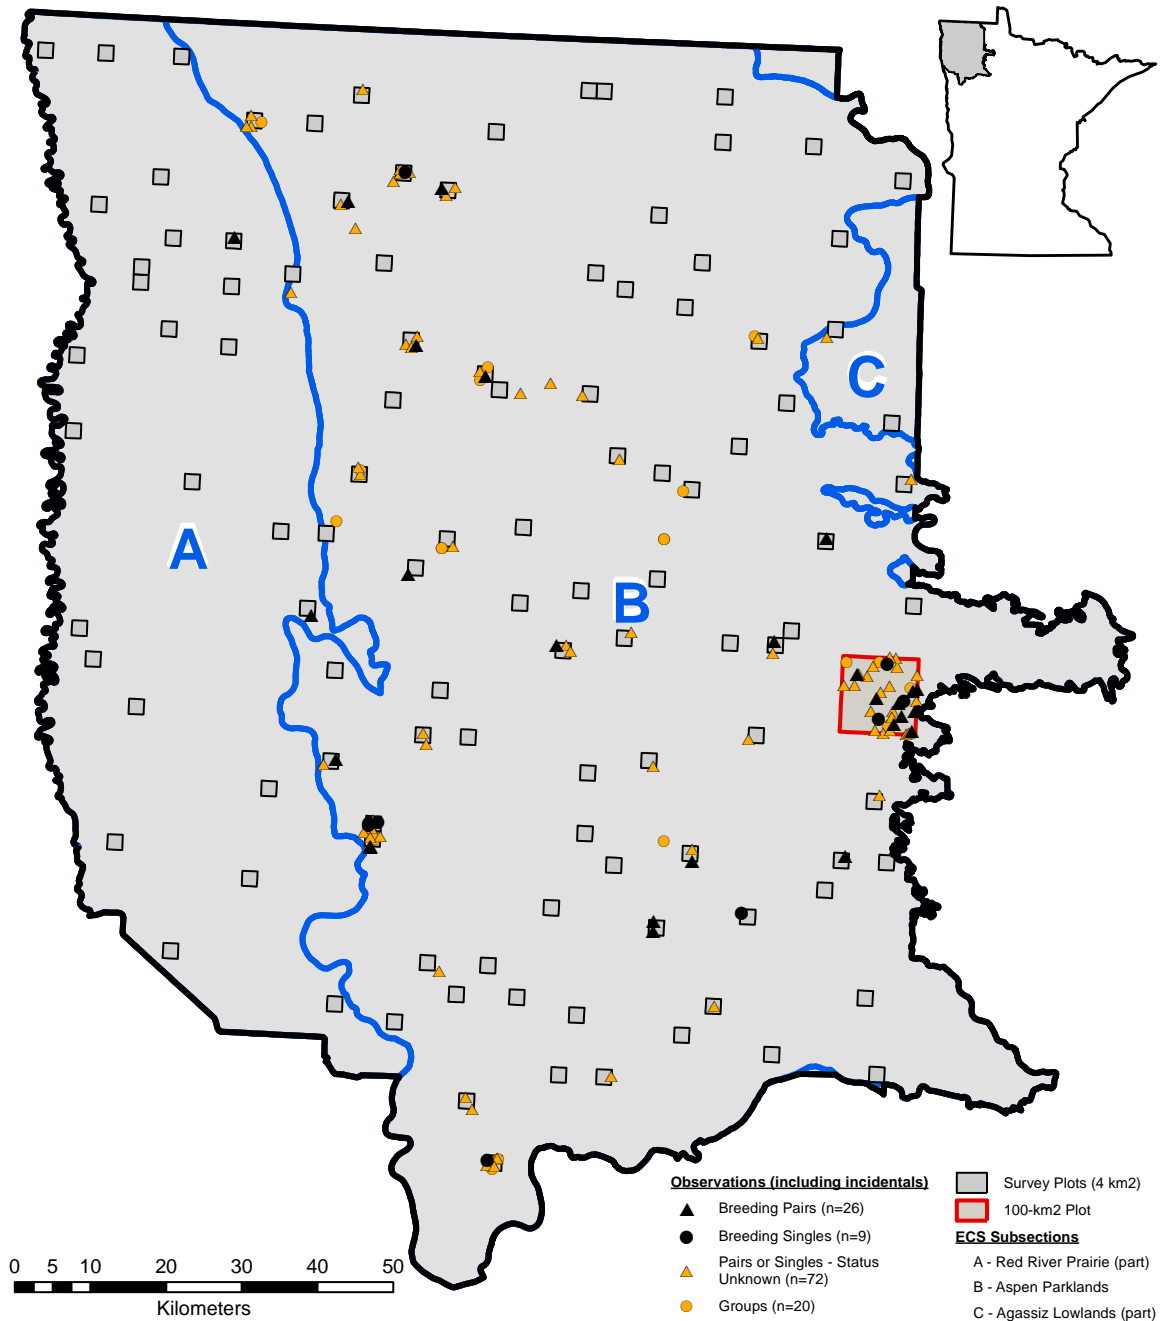 C
A
B
Observations (including incidentals)
Breeding Pairs (n=26)
Breeding Singles (n=9)
Pairs or Singles - Status
Unknown (n=72)
Groups (n=20)
Survey Plots (4 km2)
100-km2 Plot
ECS Subsections
A - Red River Prairie (part)
B - Aspen Parklands
C - Agassiz Lowlands (part)
0 5 10 20 30 40 50
Kilometers